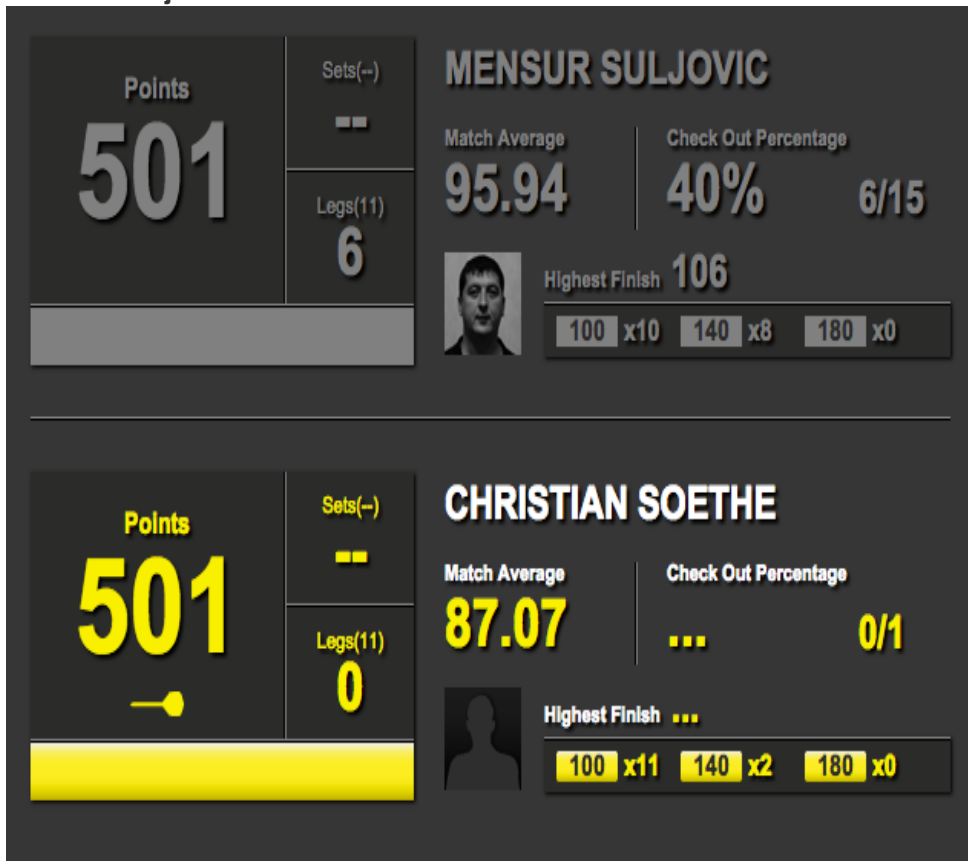 MENSUR SULJOVIC
Points
501
Sets(--)
--
Legs(11)
6
Match Average
95.94
Check Out Percentage
40% 6/15
Highest Finish 106
100 x10 140 x8 180 x0
CHRISTIAN SOETHE
Points
501
Sets(--)
--
Legs(11)
0
Match Average
87.07
Check Out Percentage
... 0/1
Highest Finish ...
100 x11 140 x2 180 x0